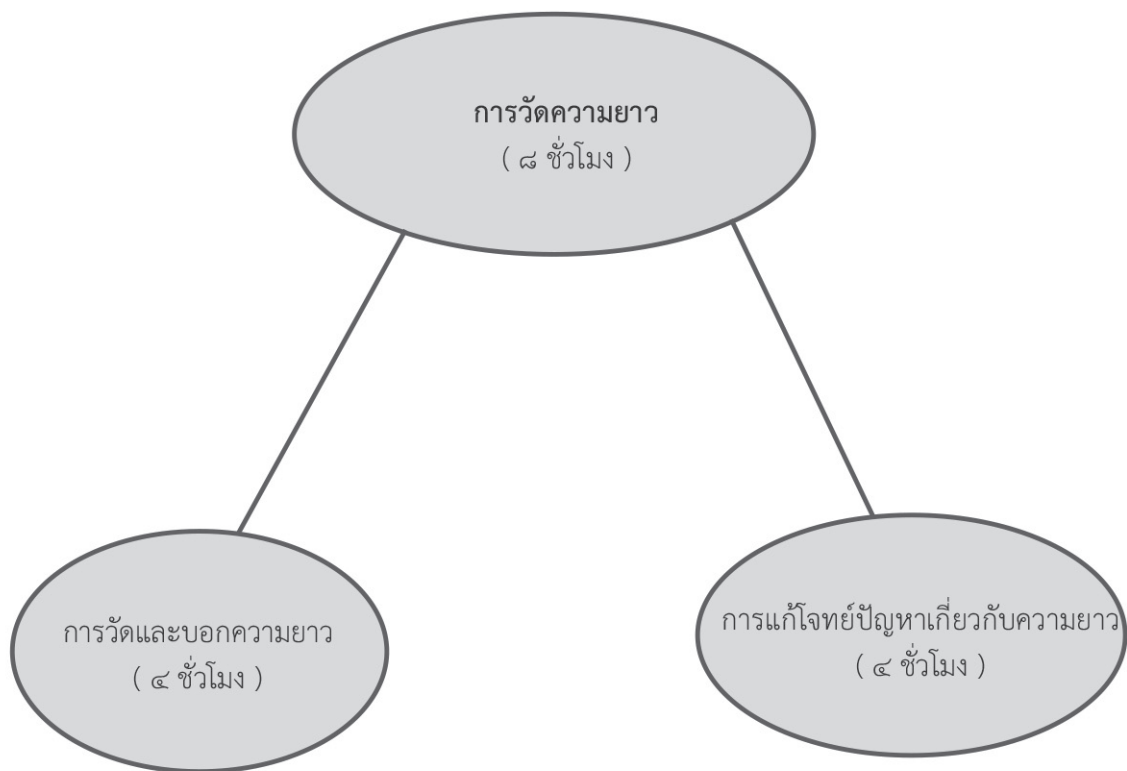 การวัดความยาว
( ๘ ชั่วโมง )
การวัดและบอกความยาว
( ๔ ชั่วโมง )
การแก้โจทย์ปัญหาเกี่ยวกับความยาว
( ๔ ชั่วโมง )